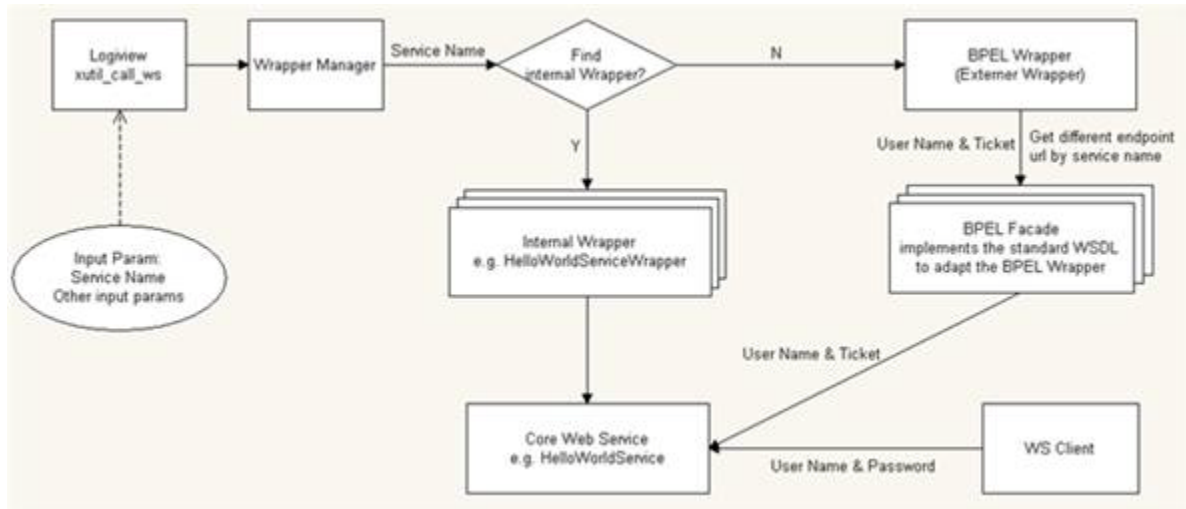 Logiview
xutil_call_ws
Wrapper Manager
Service Name
Find
internal Wrapper?
N
BPEL Wrapper
(Externer Wrapper)
User Name & Ticket
Get different endpoint
url by service name
Y
Input Param:
Service Name
Other input params
Internal Wrapper
e.g. HelloWorldServiceWrapper
BPEL Facade
implements the standard WSDL
to adapt the BPEL Wrapper
User Name & Ticket
Core Web Service
e.g. HelloWorldService
User Name & Password
WS Client